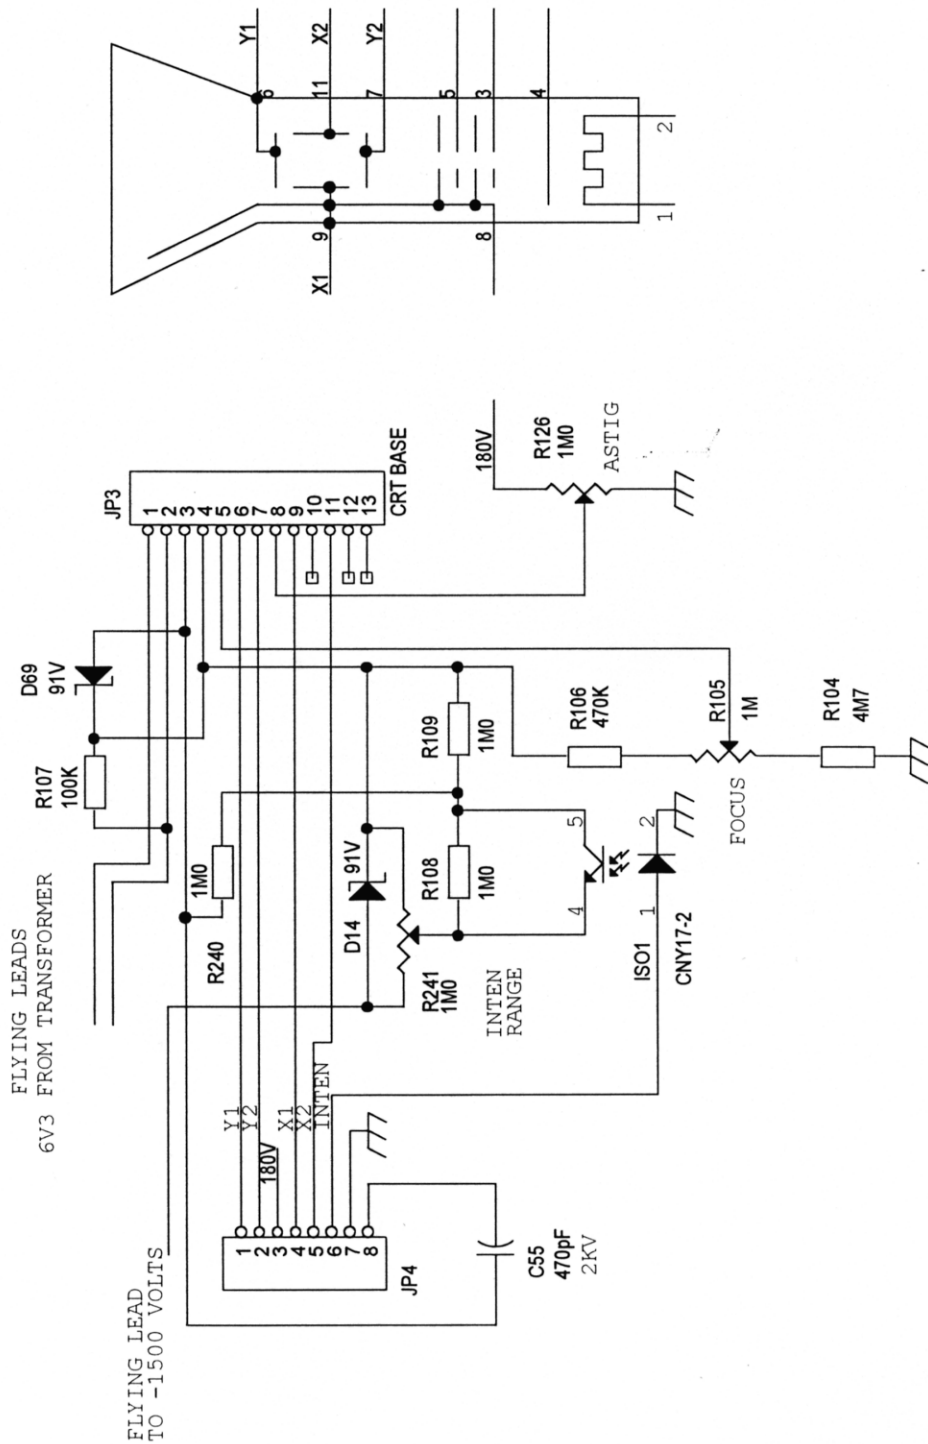 FLYING LEADS
6V3 FROM TRANSFORMER
FLYING LEAD
TO -1500 VOLTS
D69
91V
R107
100K
JP3
1
2
3
4
5
6
7
8
9
10
11
12
13
CRT BASE
R240
1M0
D14
91V
R241
1M0
INTEN
RANGE
R109
1M0
R108
1M0
4
5
ISO1
CNY17-2
1
2
R106
470K
R105
1M
FOCUS
R104
4M7
180V
R126
1M0
ASTIG
Y1
Y2
180V
X1
X2
INTEN
1
2
3
4
5
6
7
8
JP4
C55
470pF
2KV
Y1
X2
Y2
6
11
7
5
3
4
X1
9
8
1
2